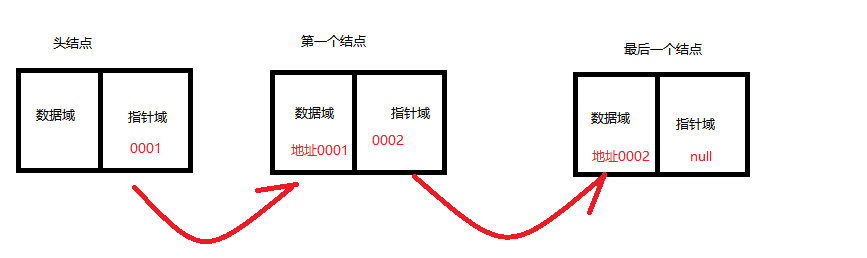 头结点
数据域
指针域
0001
第一个结点
数据域
指针域
地址0001
0002
最后一个结点
数据域
指针域
地址0002
null